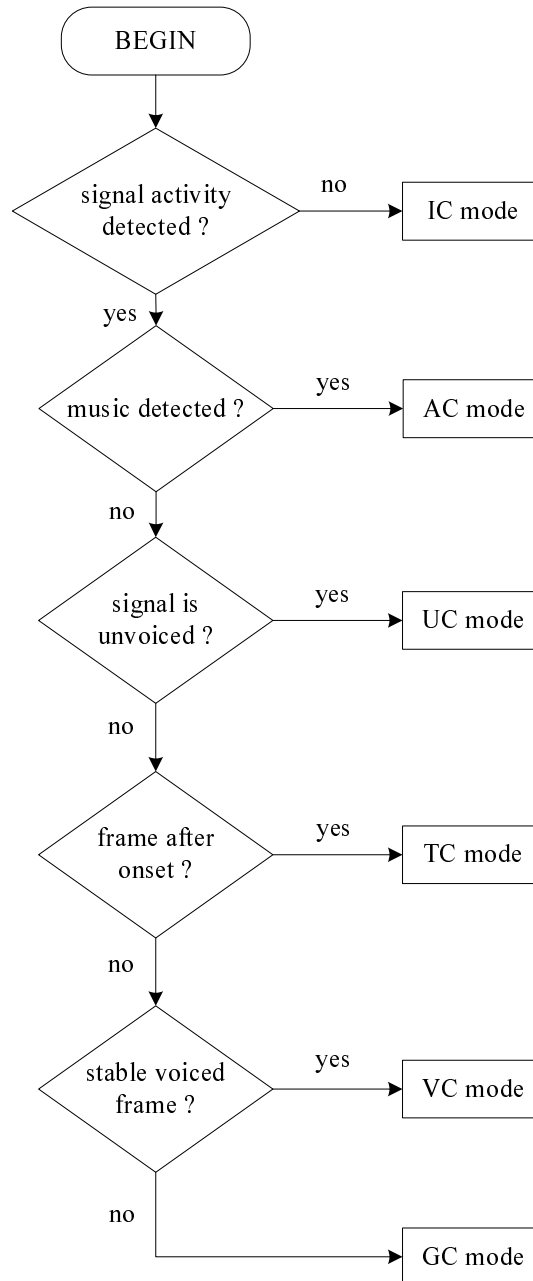 BEGIN
signal activity
detected ?
no
IC mode
yes
music detected ?
yes
AC mode
no
signal is
unvoiced ?
yes
UC mode
no
frame after
onset ?
yes
TC mode
no
stable voiced
frame ?
yes
VC mode
no
GC mode